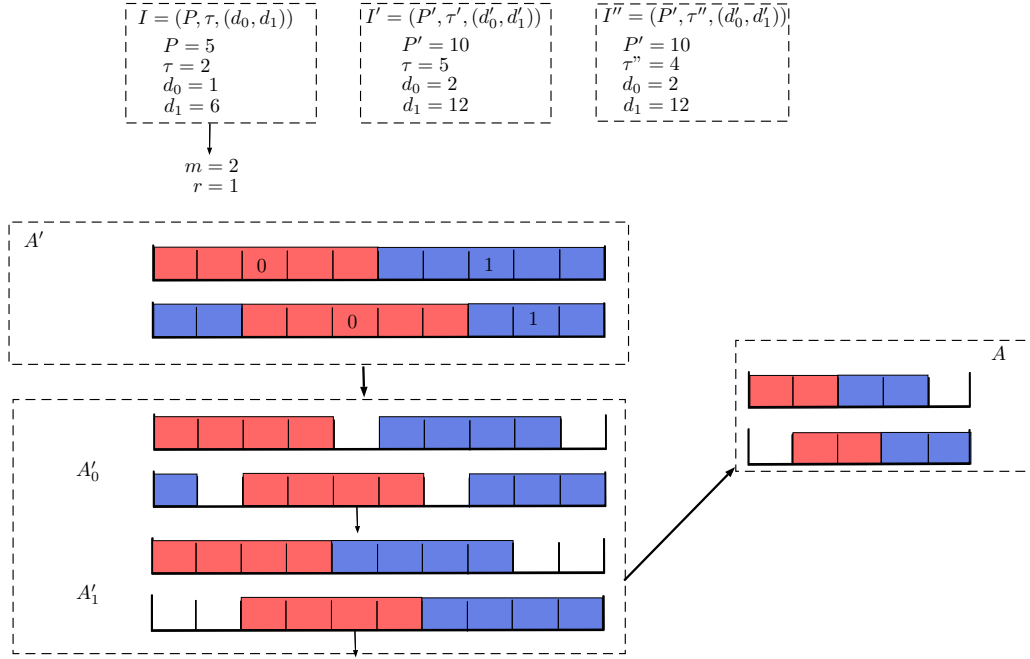 I = (P, τ, (d₀, d₁))
P = 5
τ = 2
d₀ = 1
d₁ = 6
I′ = (P′, τ′, (d′₀, d′₁))
P′ = 10
τ = 5
d₀ = 2
d₁ = 12
I″ = (P′, τ″, (d′₀, d′₁))
P′ = 10
τ” = 4
d₀ = 2
d₁ = 12
m = 2
r = 1
A′
0 1
0 1
A
A′₀
A′₁